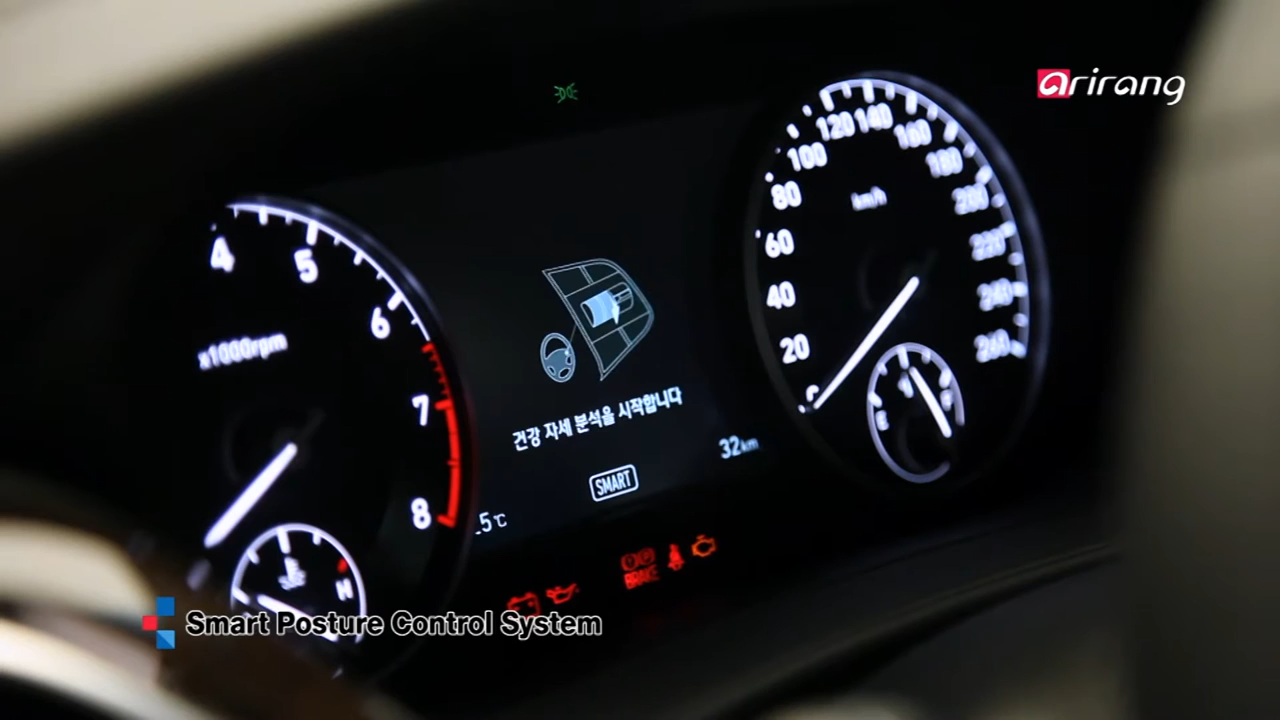 arirang
4
5
6
7
8
x1000rpm
H
건강 자세 분석을 시작합니다
SMART
32km
.5℃
BRAKE
20
40
60
80
100
120
140
160
180
200
220
240
260
km/h
E
Smart Posture Control System